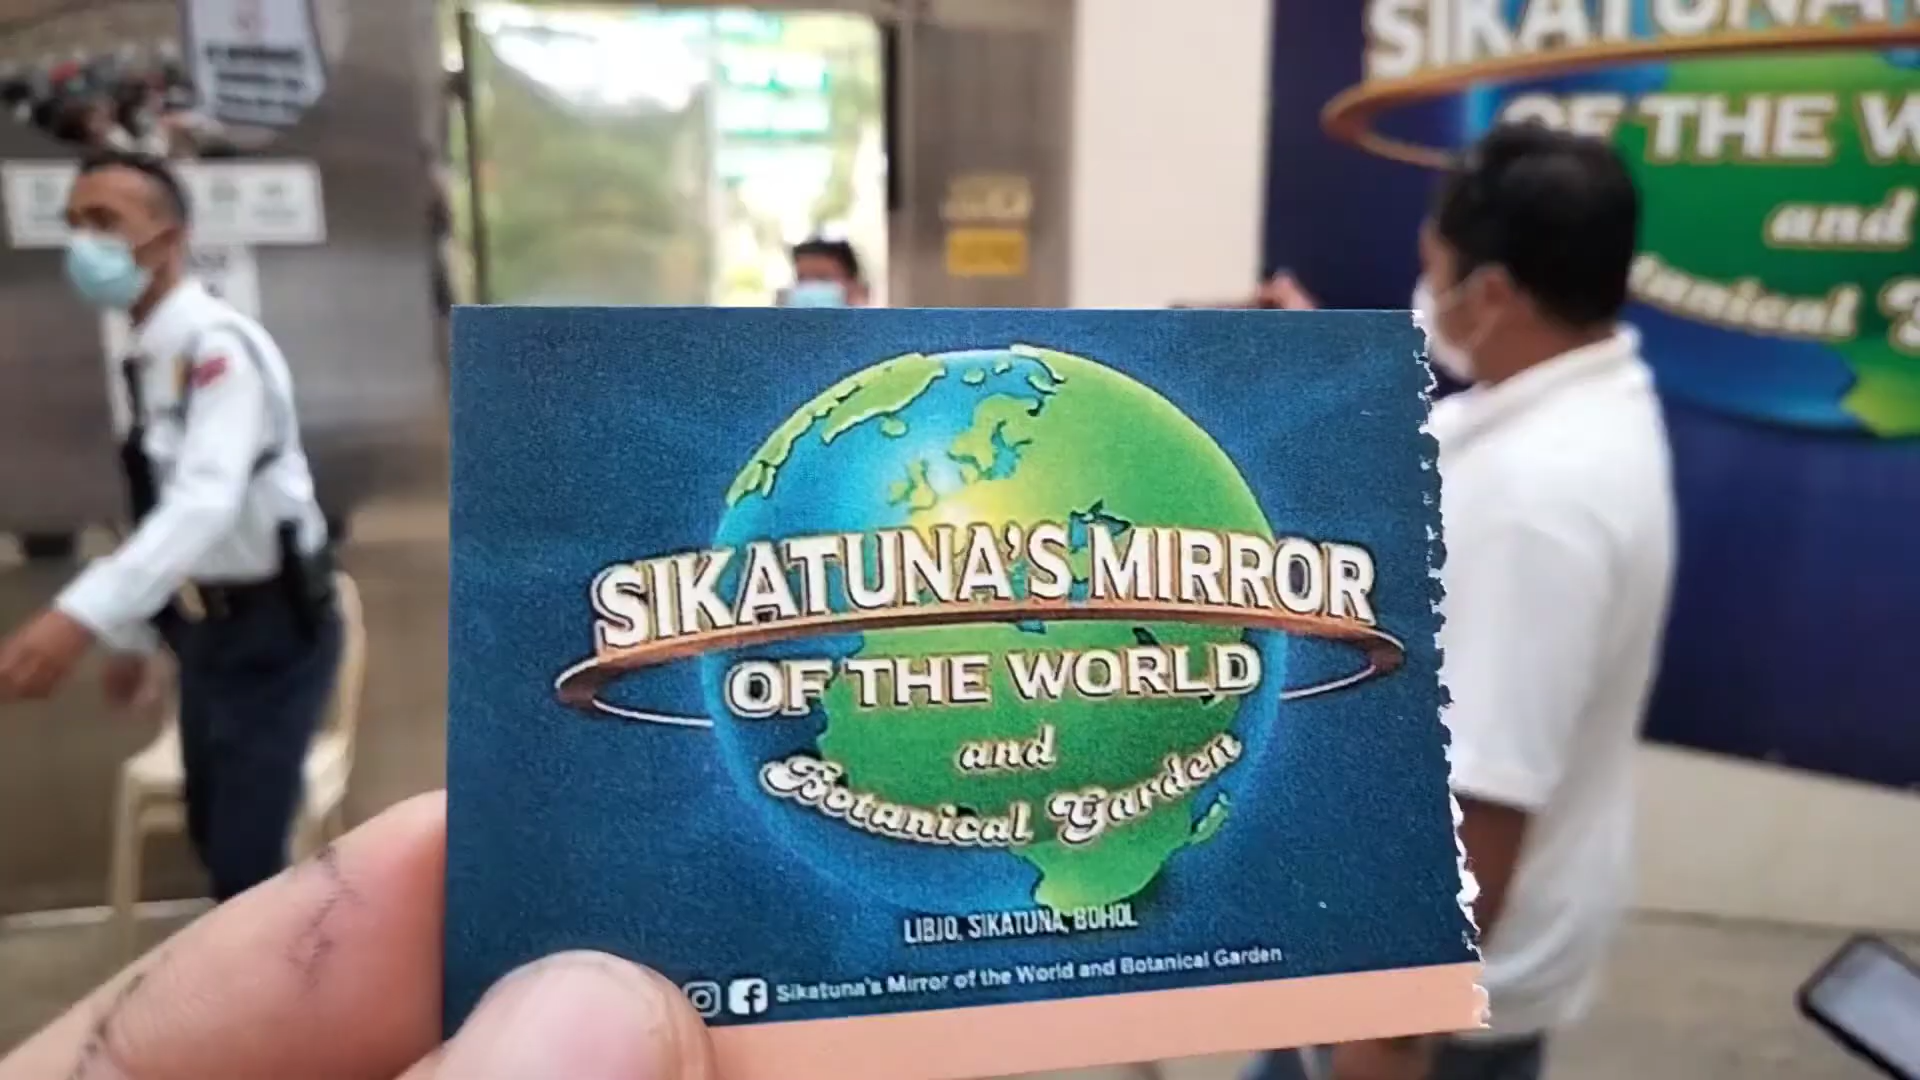 SIKATUNA'S
OF THE W
and
tanical G
SIKATUNA'S MIRROR
OF THE WORLD
and
Botanical Garden
LIBJO, SIKATUNA, BOHOL
Sikatuna's Mirror of the World and Botanical Garden